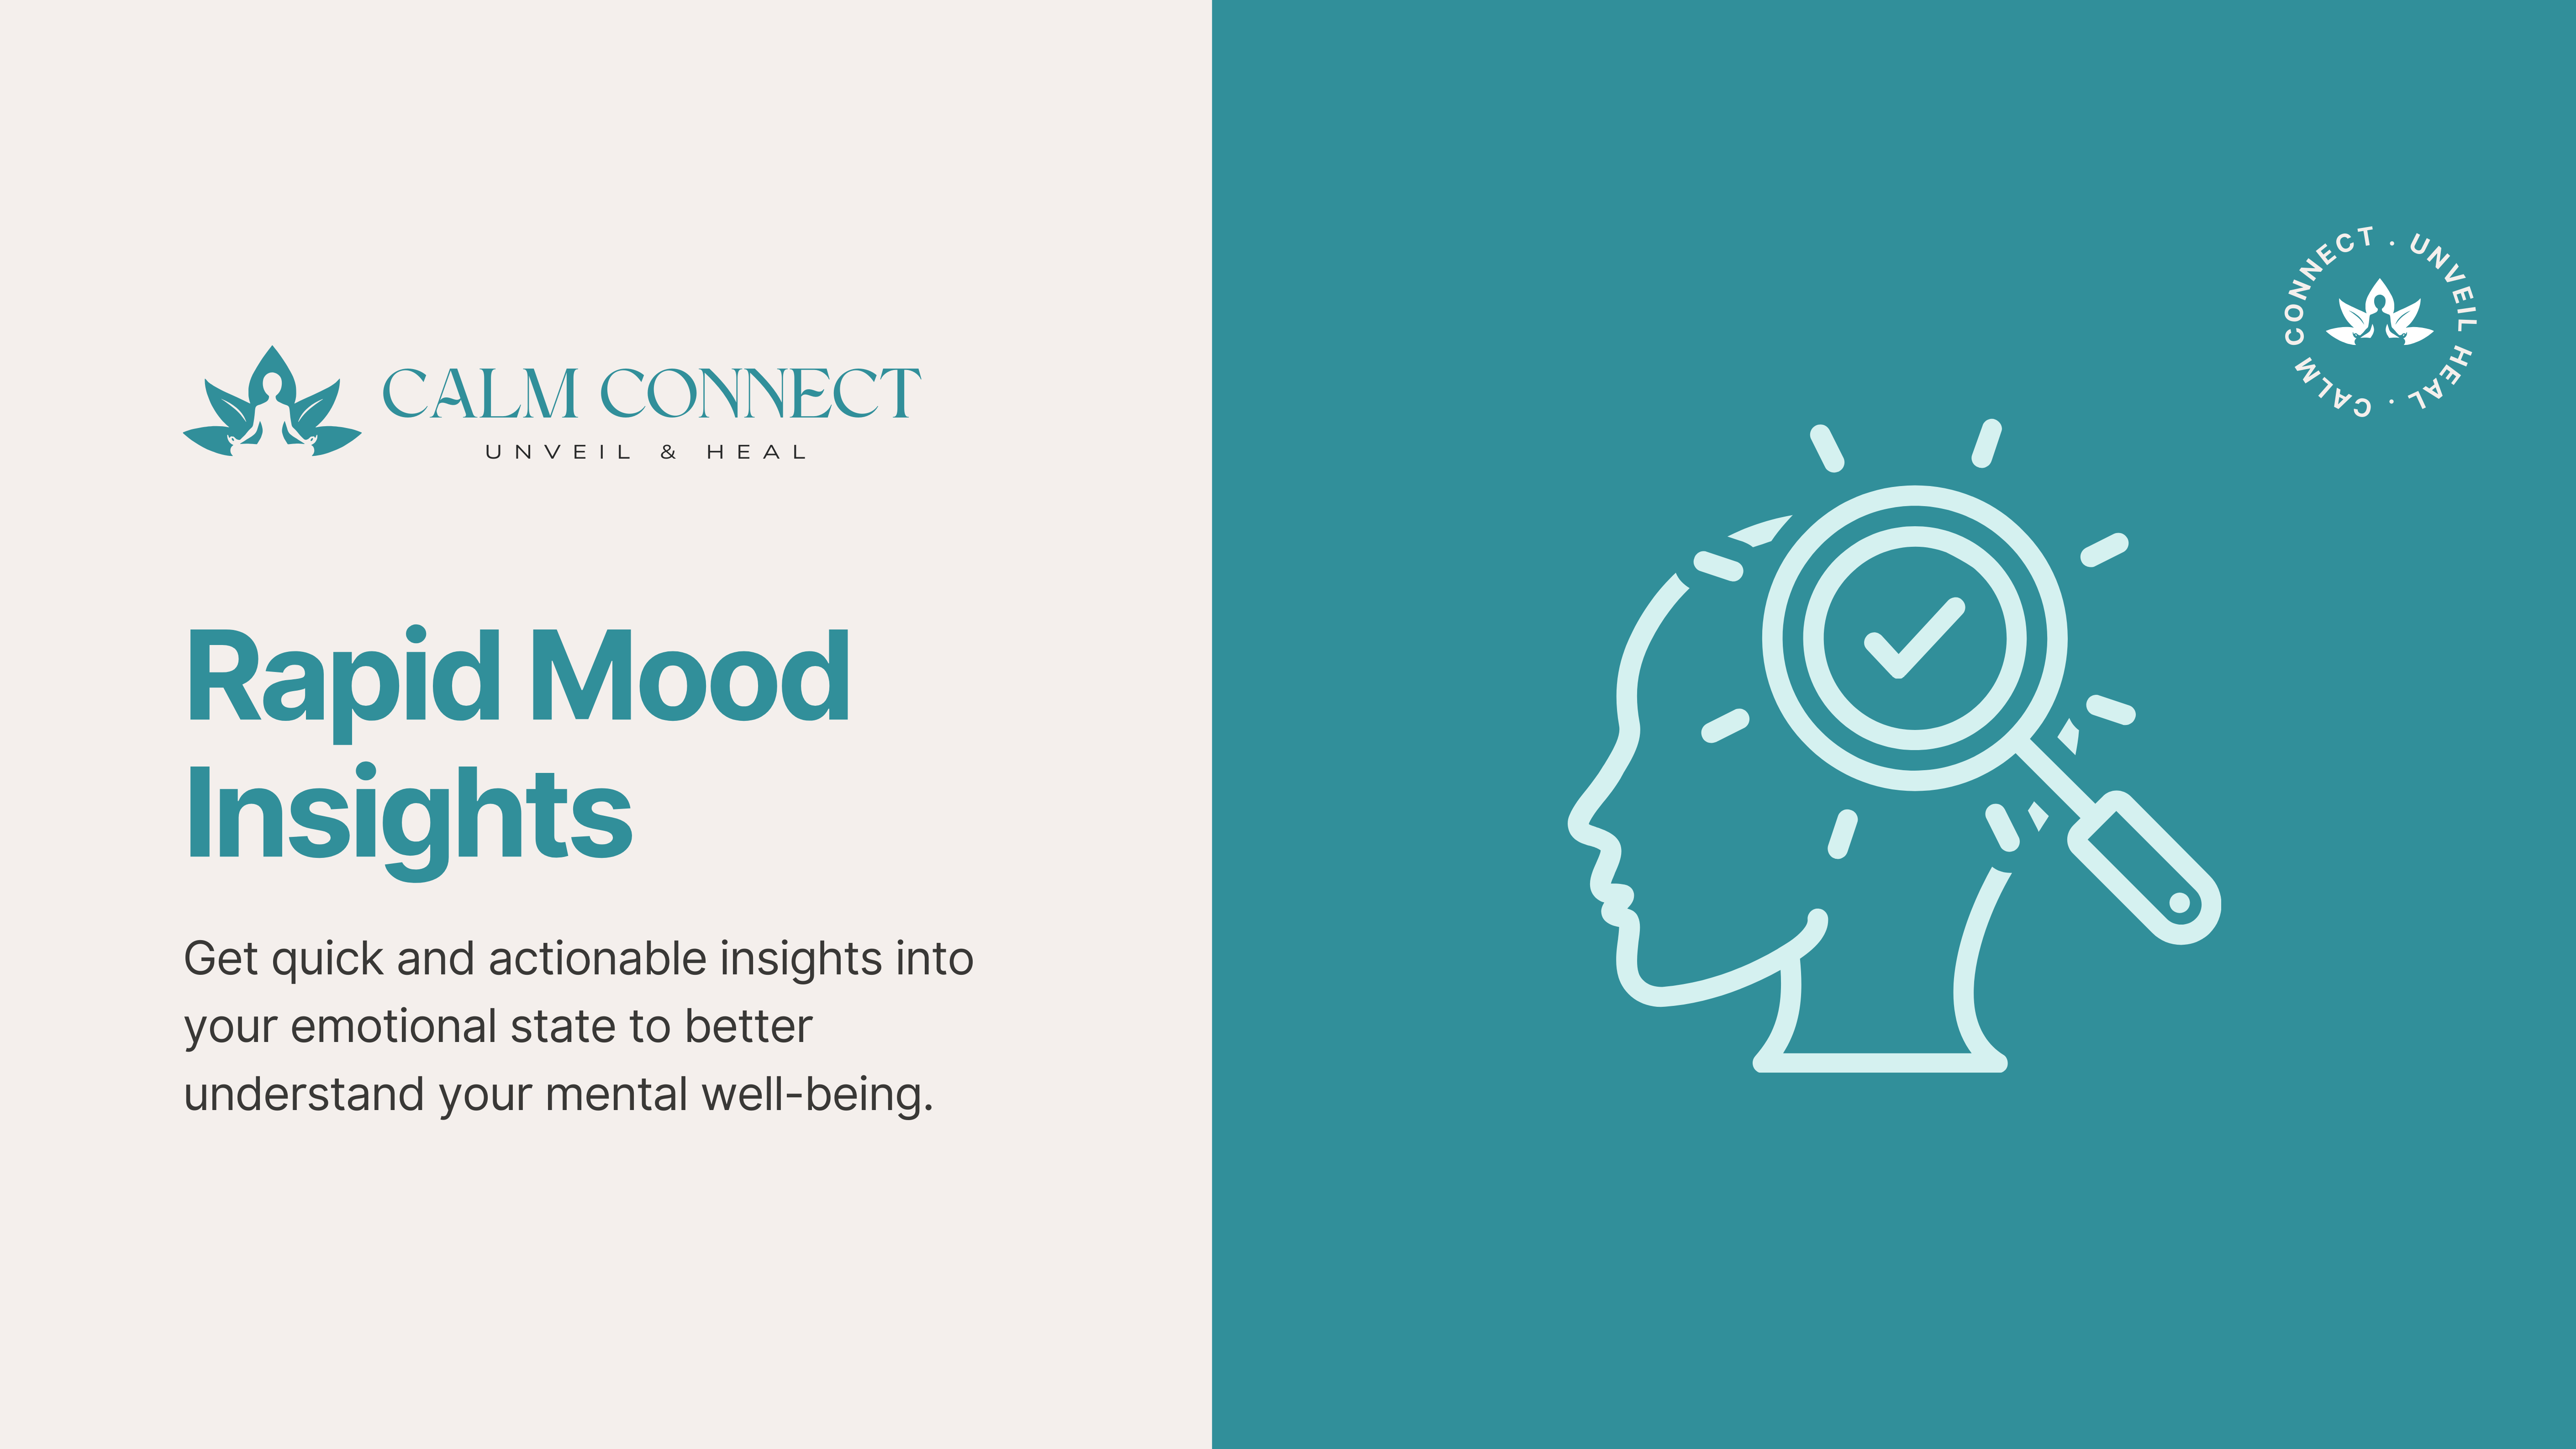 CALM CONNECT
UNVEIL & HEAL
Rapid Mood
Insights
Get quick and actionable insights into
your emotional state to better
understand your mental well-being.
CALM CONNECT . UNVEIL HEAL .